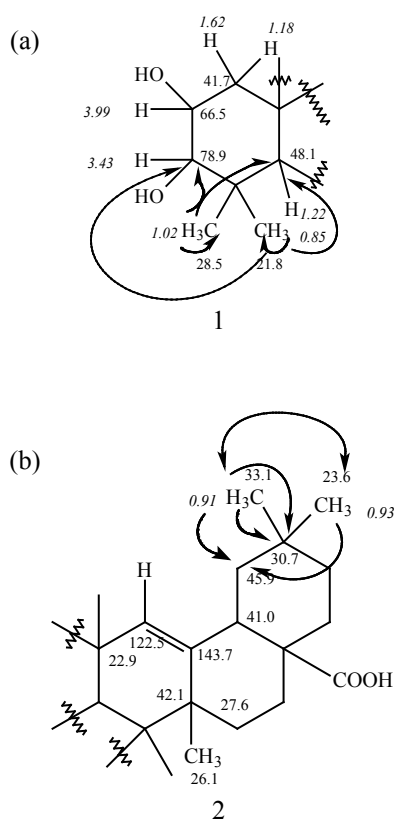 (a)
1.62
1.18
H
H
HO
41.7
3.99
H
66.5
3.43
H
78.9
48.1
HO
H
1.22
1.02
H₃C
CH₃
0.85
28.5
21.8
1
(b)
33.1
23.6
0.91
H₃C
CH₃
0.93
30.7
H
45.9
41.0
122.5
143.7
22.9
COOH
42.1
27.6
CH₃
26.1
2